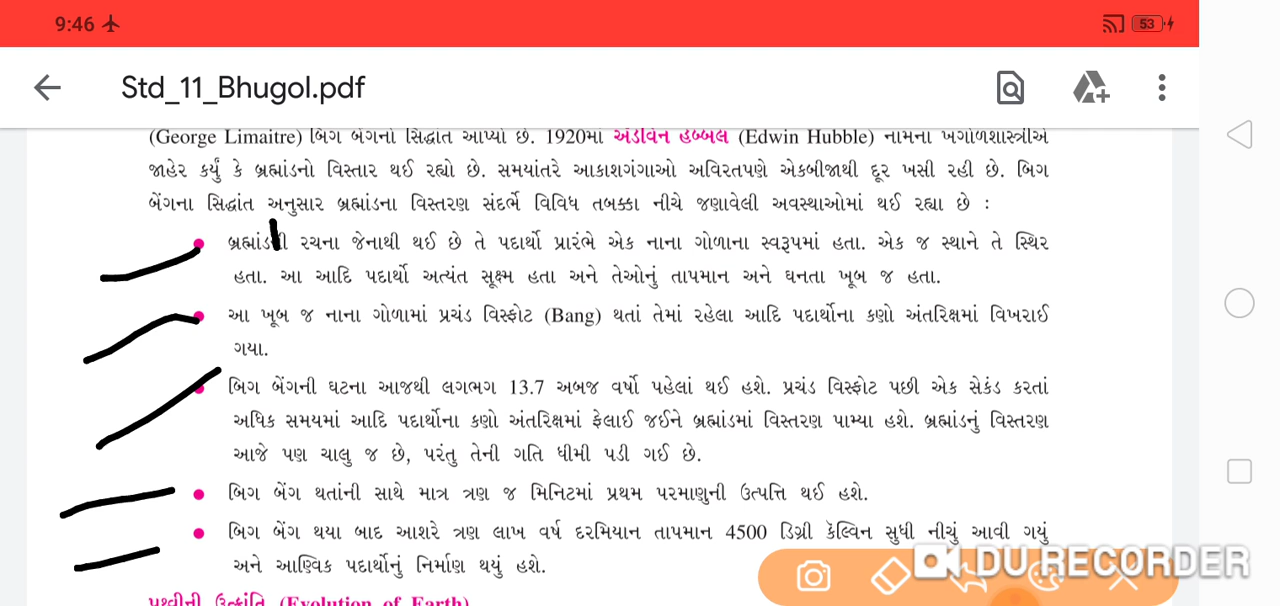 9:46
53
Std_11_Bhugol.pdf
(George Limaitre) બિગ બેંગનો સિદ્ધાંત આપ્યો છે. 1920માં એડવિન હબ્બલ (Edwin Hubble) નામના ખગોળશાસ્ત્રીએ
જાહેર કર્યું કે બ્રહ્માંડનો વિસ્તાર થઈ રહ્યો છે. સમયાંતરે આકાશગંગાઓ અવિરતપણે એકબીજાથી દૂર ખસી રહી છે. બિગ
બેંગના સિદ્ધાંત અનુસાર બ્રહ્માંડના વિસ્તરણ સંદર્ભે વિવિધ તબક્કા નીચે જણાવેલી અવસ્થાઓમાં થઈ રહ્યા છે :
• બ્રહ્માંડની રચના જેનાથી થઈ છે તે પદાર્થો પ્રારંભે એક નાના ગોળાના સ્વરૂપમાં હતા. એક જ સ્થાને તે સ્થિર
હતા. આ આદિ પદાર્થો અત્યંત સૂક્ષ્મ હતા અને તેઓનું તાપમાન અને ઘનતા ખૂબ જ હતા.
• આ ખૂબ જ નાના ગોળામાં પ્રચંડ વિસ્ફોટ (Bang) થતાં તેમાં રહેલા આદિ પદાર્થોના કણો અંતરિક્ષમાં વિખરાઈ
ગયા.
• બિગ બેંગની ઘટના આજથી લગભગ 13.7 અબજ વર્ષો પહેલાં થઈ હશે. પ્રચંડ વિસ્ફોટ પછી એક સેકંડ કરતાં
અધિક સમયમાં આદિ પદાર્થોના કણો અંતરિક્ષમાં ફેલાઈ જઈને બ્રહ્માંડમાં વિસ્તરણ પામ્યા હશે. બ્રહ્માંડનું વિસ્તરણ
આજે પણ ચાલુ જ છે, પરંતુ તેની ગતિ ધીમી પડી ગઈ છે.
• બિગ બેંગ થતાંની સાથે માત્ર ત્રણ જ મિનિટમાં પ્રથમ પરમાણુની ઉત્પત્તિ થઈ હશે.
• બિગ બેંગ થયા બાદ આશરે ત્રણ લાખ વર્ષ દરમિયાન તાપમાન 4500 ડિગ્રી કૅલ્વિન સુધી નીચું આવી ગયું
અને આણ્વિક પદાર્થોનું નિર્માણ થયું હશે.
DU RECORDER
પૃથ્વીની ઉત્ક્રાંતિ (Evolution of Earth)